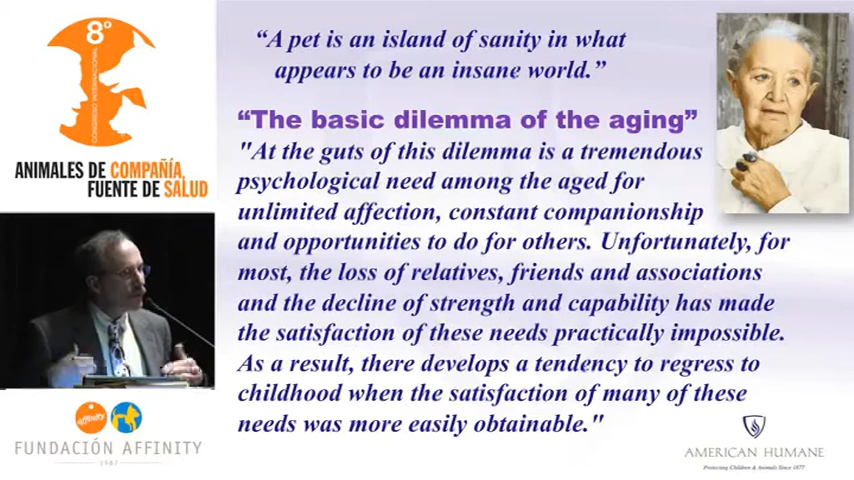 8º
CONGRESO INTERNACIONAL
ANIMALES DE COMPAÑÍA,
FUENTE DE SALUD
“A pet is an island of sanity in what
appears to be an insane world.”
“The basic dilemma of the aging”
"At the guts of this dilemma is a tremendous
psychological need among the aged for
unlimited affection, constant companionship
and opportunities to do for others. Unfortunately, for
most, the loss of relatives, friends and associations
and the decline of strength and capability has made
the satisfaction of these needs practically impossible.
As a result, there develops a tendency to regress to
childhood when the satisfaction of many of these
needs was more easily obtainable."
affinity
FUNDACIÓN AFFINITY
1987
AMERICAN HUMANE
Protecting Children & Animals Since 1877